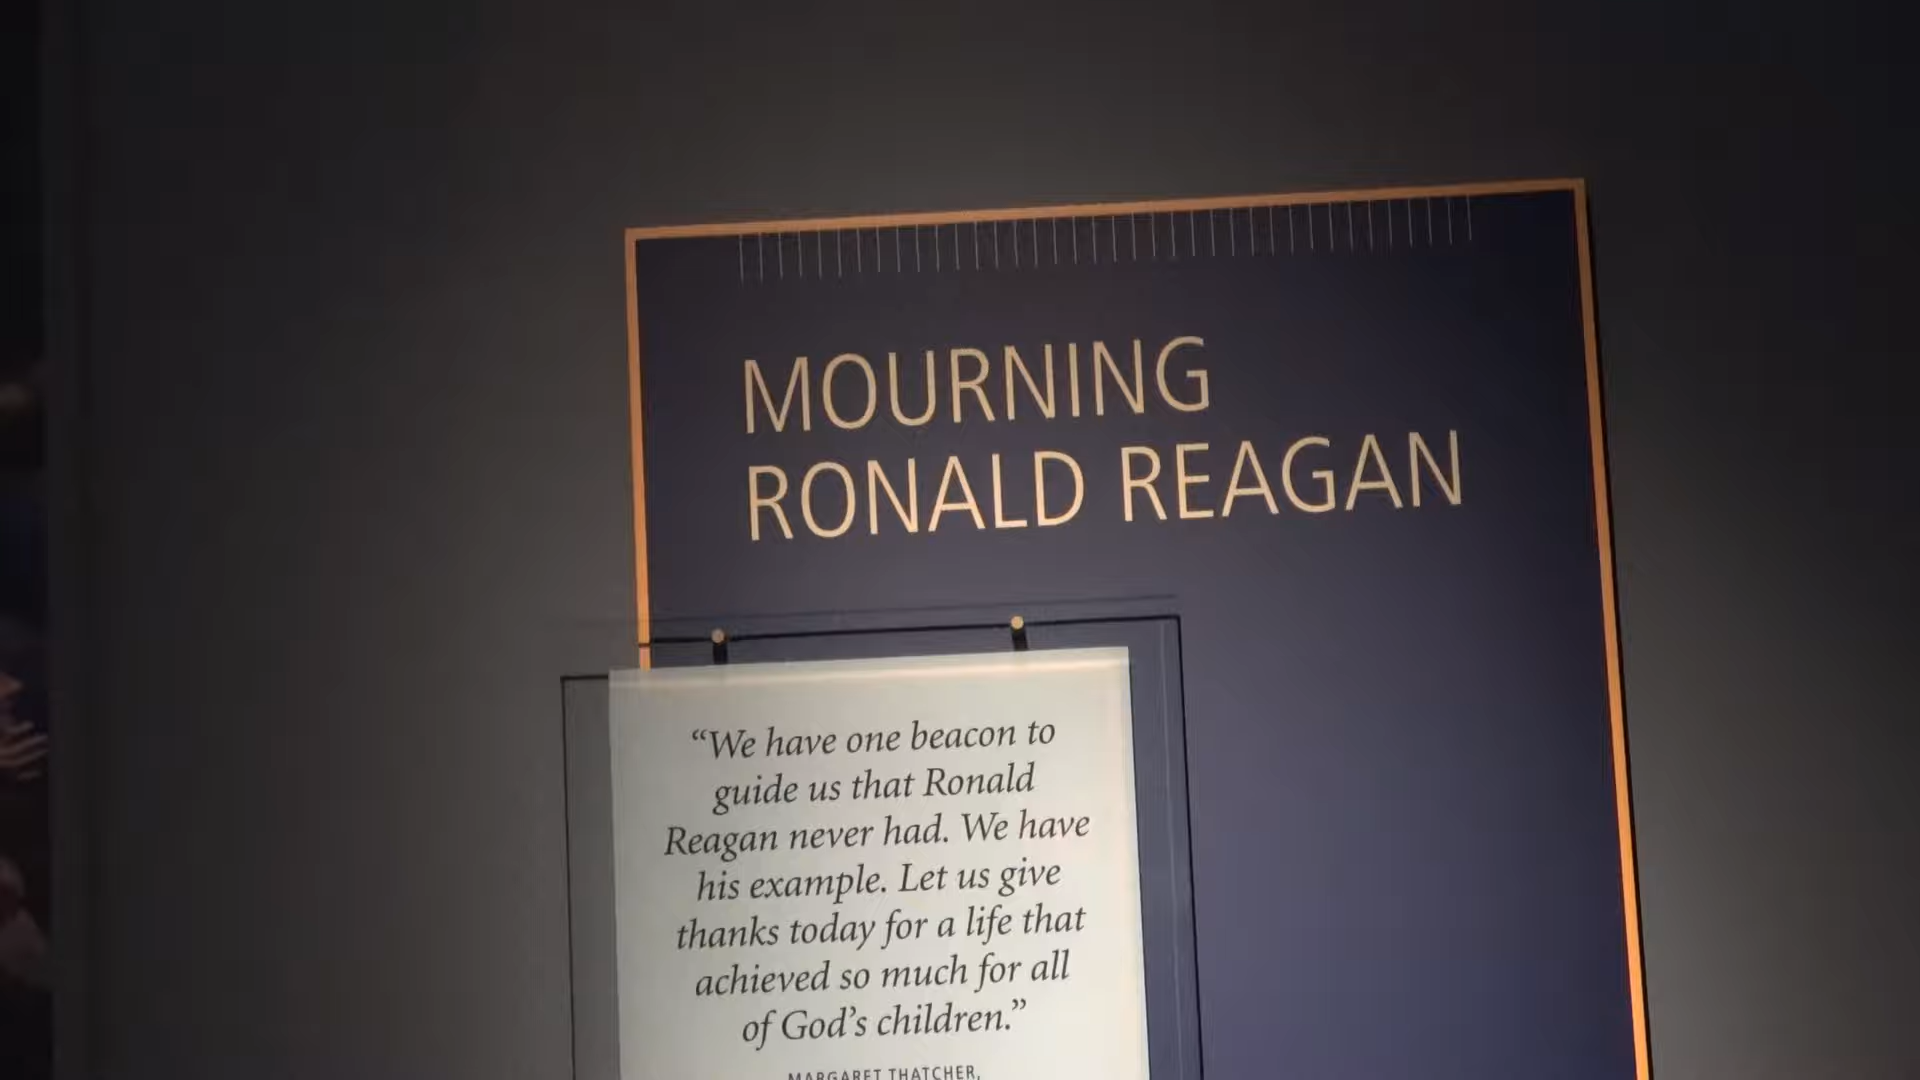 MOURNING
RONALD REAGAN
“We have one beacon to
guide us that Ronald
Reagan never had. We have
his example. Let us give
thanks today for a life that
achieved so much for all
of God’s children.”
MARGARET THATCHER,